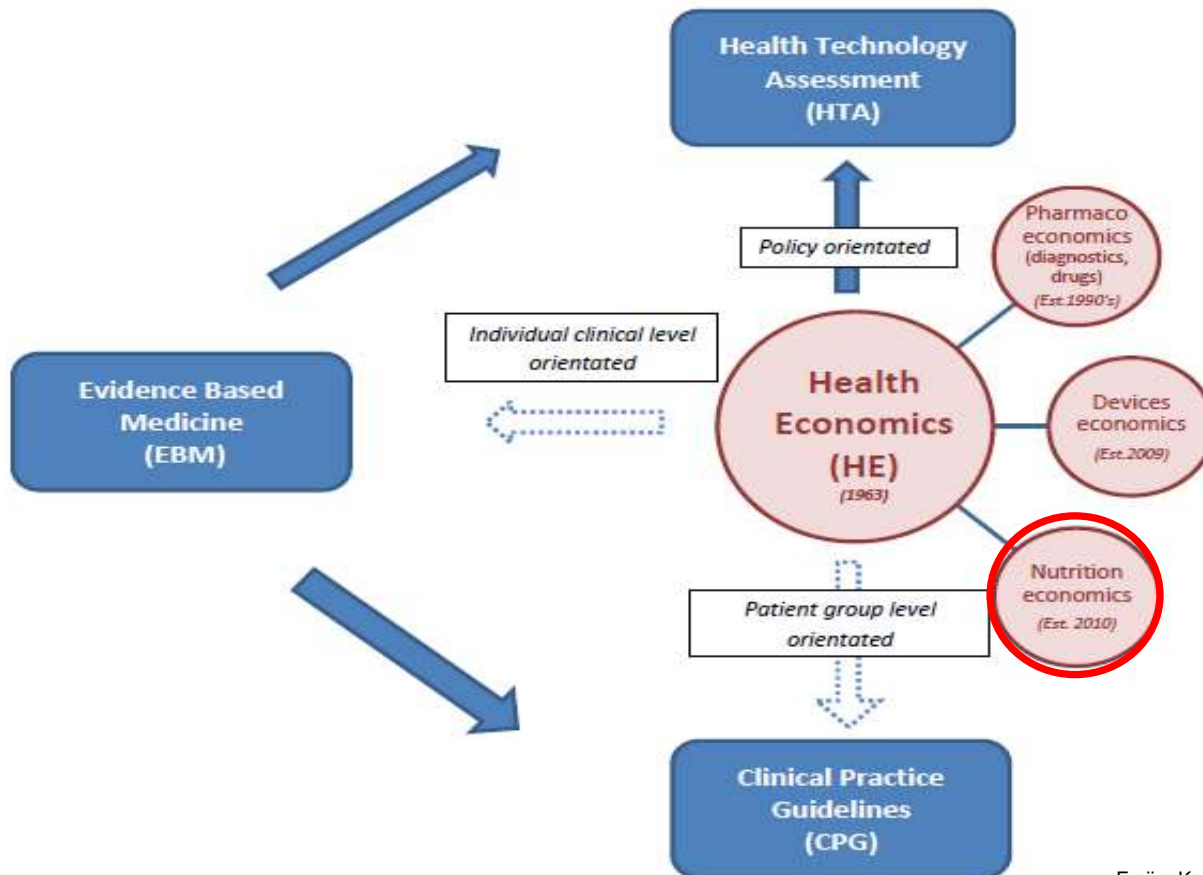 Health Technology
Assessment
(HTA)
Pharmaco
economics
(diagnostics,
drugs)
(Est.1990's)
Policy orientated
Individual clinical level
orientated
Evidence Based
Medicine
(EBM)
Health
Economics
(HE)
(1963)
Devices
economics
(Est.2009)
Nutrition
economics
(Est. 2010)
Patient group level
orientated
Clinical Practice
Guidelines
(CPG)